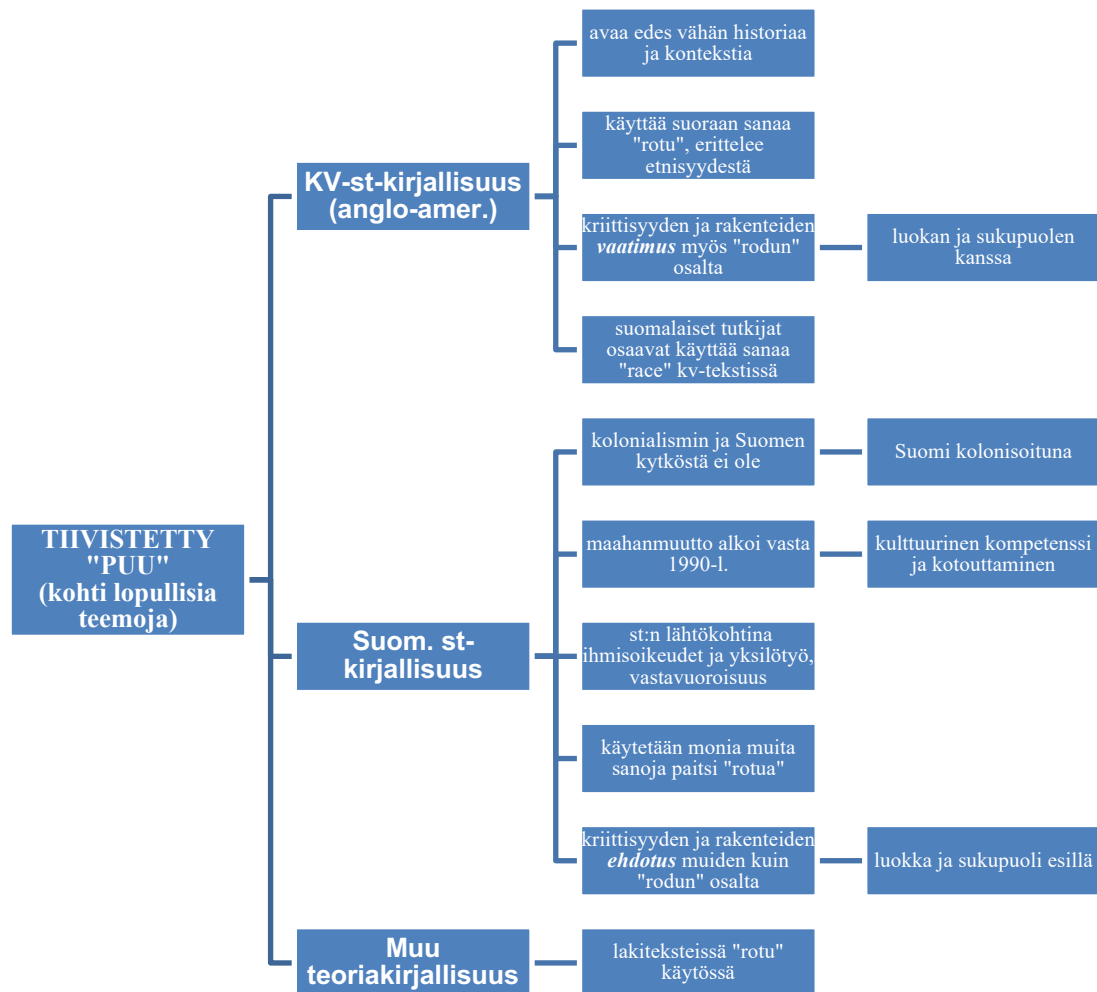 TIIVISTETTY
"PUU"
(kohti lopullisia
teemoja)
KV-st-kirjallisuus
(anglo-amer.)
avaa edes vähän historiaa
ja kontekstia
käyttää suoraan sanaa
"rotu", erittelee
etnisyydestä
kriittisyyden ja rakenteiden
vaatimus myös "rodun"
osalta
luokan ja sukupuolen
kanssa
suomalaiset tutkijat
osaavat käyttää sanaa
"race" kv-tekstissä
Suom. st-
kirjallisuus
kolonialismin ja Suomen
kytköstä ei ole
Suomi kolonisoituna
maahanmuutto alkoi vasta
1990-l.
kulttuurinen kompetenssi
ja kotouttaminen
st:n lähtökohtina
ihmisoikeudet ja yksilötyö,
vastavuoroisuus
käytetään monia muita
sanoja paitsi "rotua"
kriittisyyden ja rakenteiden
ehdotus muiden kuin
"rodun" osalta
luokka ja sukupuoli esillä
Muu
teoriakirjallisuus
lakiteksteissä "rotu"
käytössä